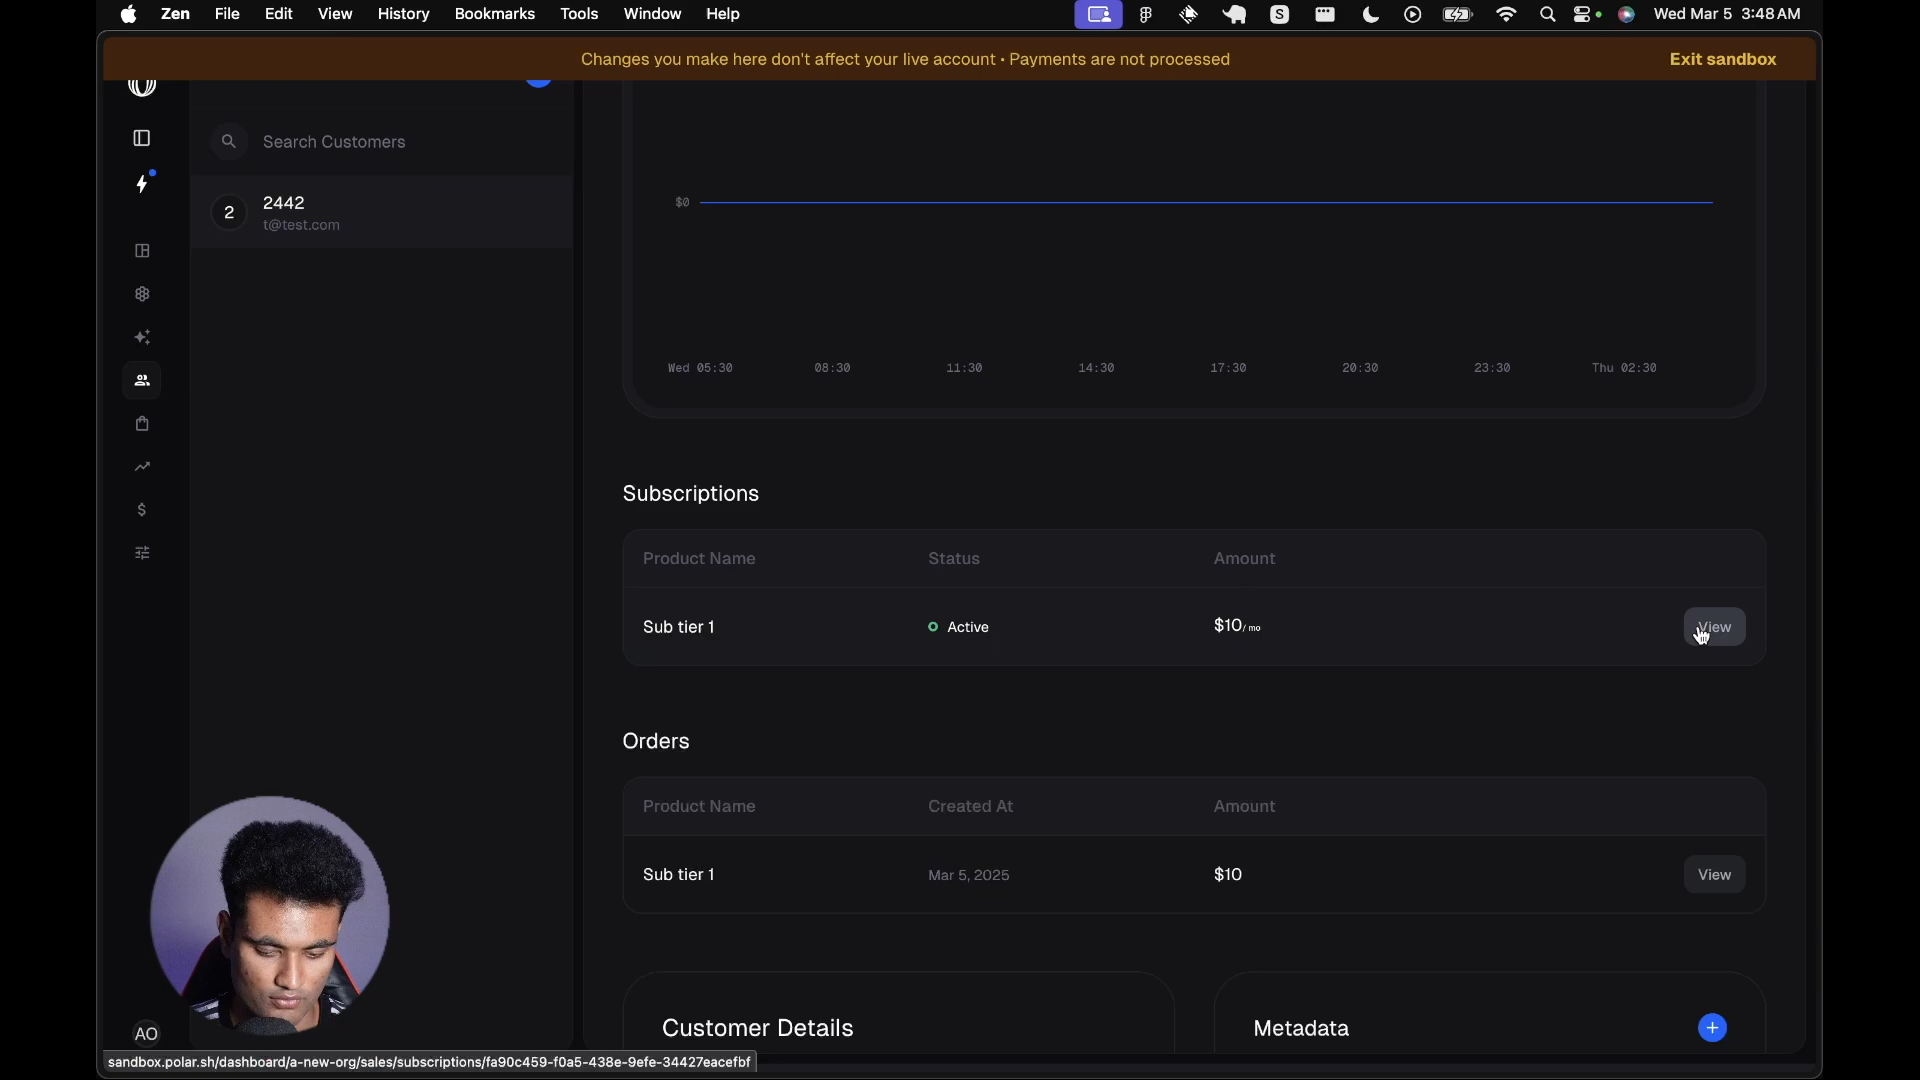 Zen File Edit View History Bookmarks Tools Window Help S Wed Mar 5 3:48 AM
Changes you make here don't affect your live account • Payments are not processed
Exit sandbox
Search Customers
2
2442
t@test.com
$0
Wed 05:30 08:30 11:30 14:30 17:30 20:30 23:30 Thu 02:30
Subscriptions
Product Name Status Amount
Sub tier 1 Active $10/ mo View
Orders
Product Name Created At Amount
Sub tier 1 Mar 5, 2025 $10 View
Customer Details
Metadata
AO
sandbox.polar.sh/dashboard/a-new-org/sales/subscriptions/fa90c459-f0a5-438e-9efe-34427eacefbf